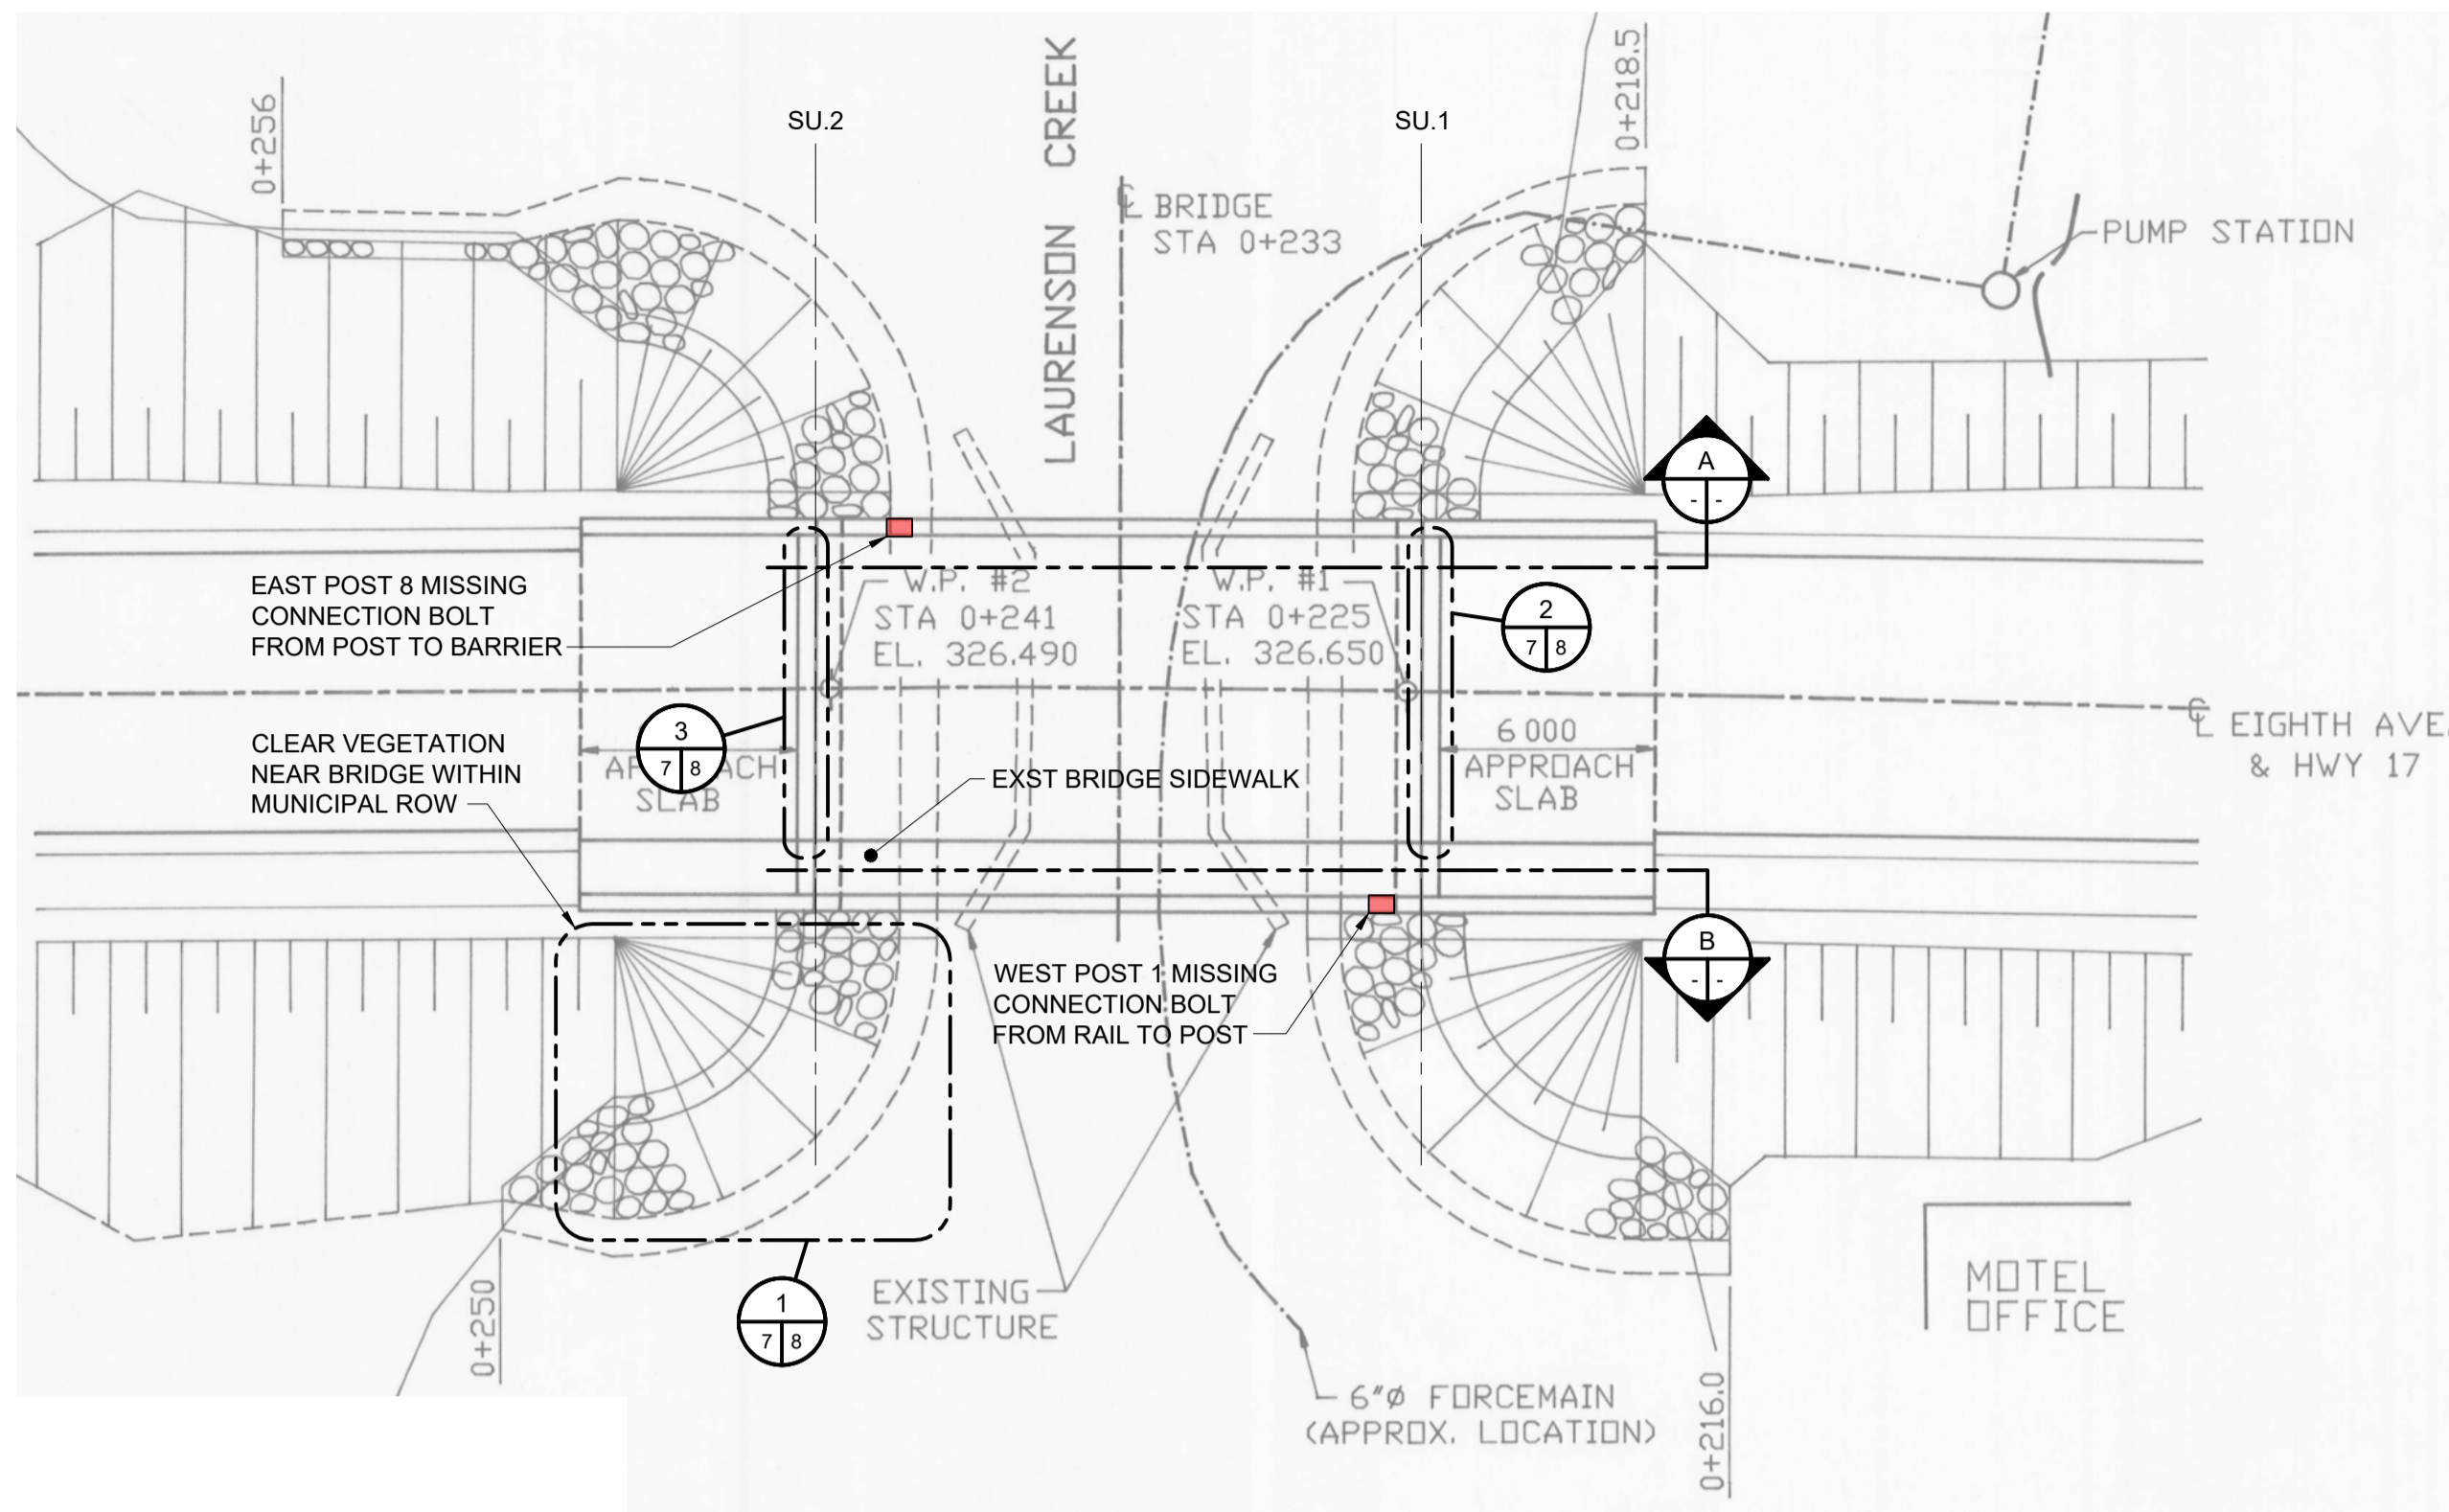 0+256
SU.2
LAURENSON CREEK
℄ BRIDGE
STA 0+233
SU.1
0+218.5
PUMP STATION
A
- -
EAST POST 8 MISSING
CONNECTION BOLT
FROM POST TO BARRIER
W.P. #2
STA 0+241
EL. 326.490
W.P. #1
STA 0+225
EL. 326.650
2
7 8
℄ EIGHTH AVE.
& HWY 17
CLEAR VEGETATION
NEAR BRIDGE WITHIN
MUNICIPAL ROW
3
7 8
SLAB
EXST BRIDGE SIDEWALK
6 000
APPROACH
SLAB
B
- -
WEST POST 1 MISSING
CONNECTION BOLT
FROM RAIL TO POST
1
7 8
0+250
EXISTING
STRUCTURE
6"Ø FORCEMAIN
(APPROX. LOCATION)
MOTEL
OFFICE
0+216.0